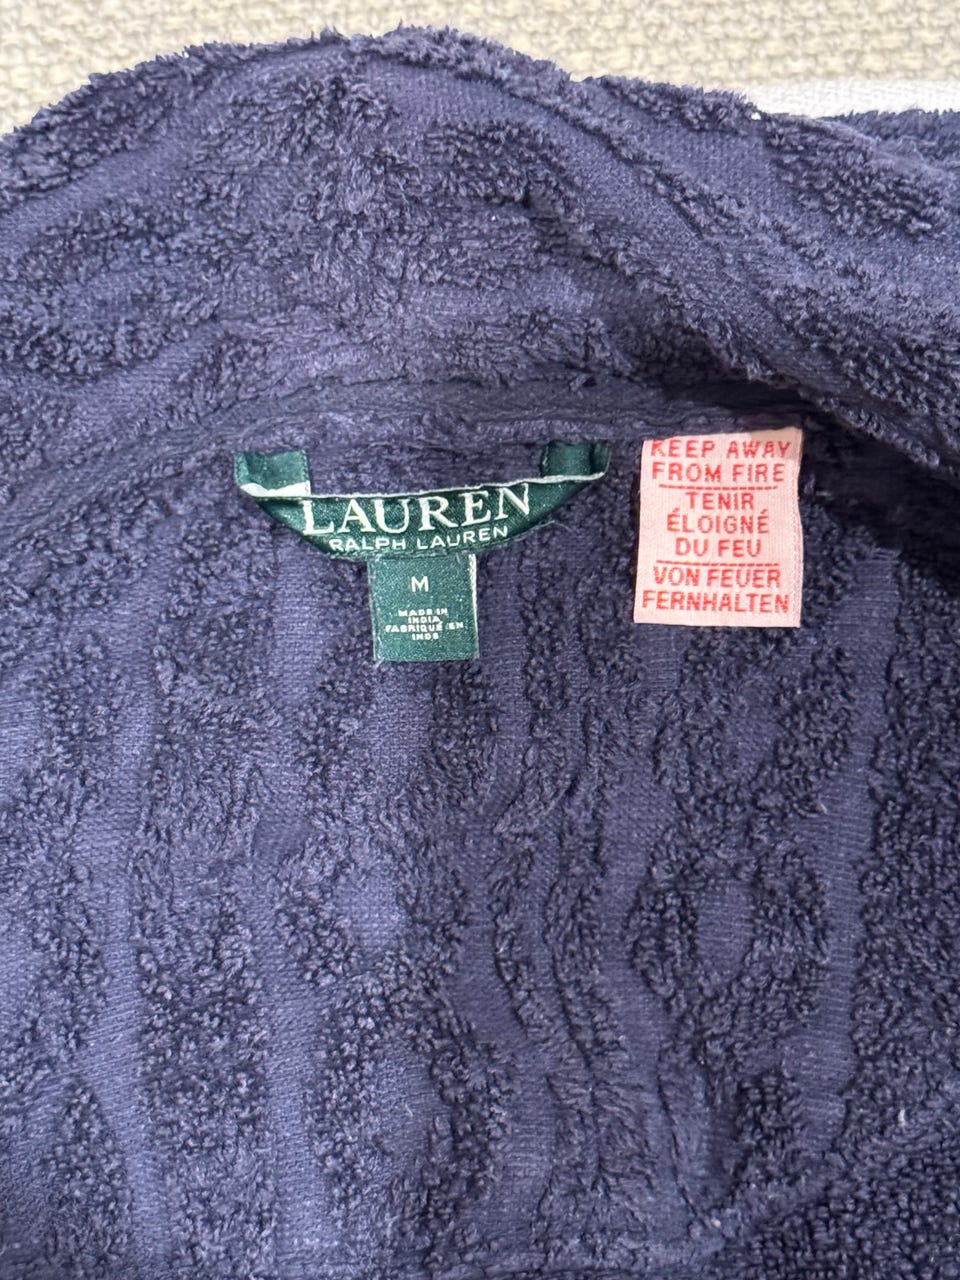 LAUREN
RALPH LAUREN
M
MADE IN
INDIA
FABRIQUÉ EN
INDE
KEEP AWAY
FROM FIRE
TENIR
ÉLOIGNÉ
DU FEU
VON FEUER
FERNHALTEN